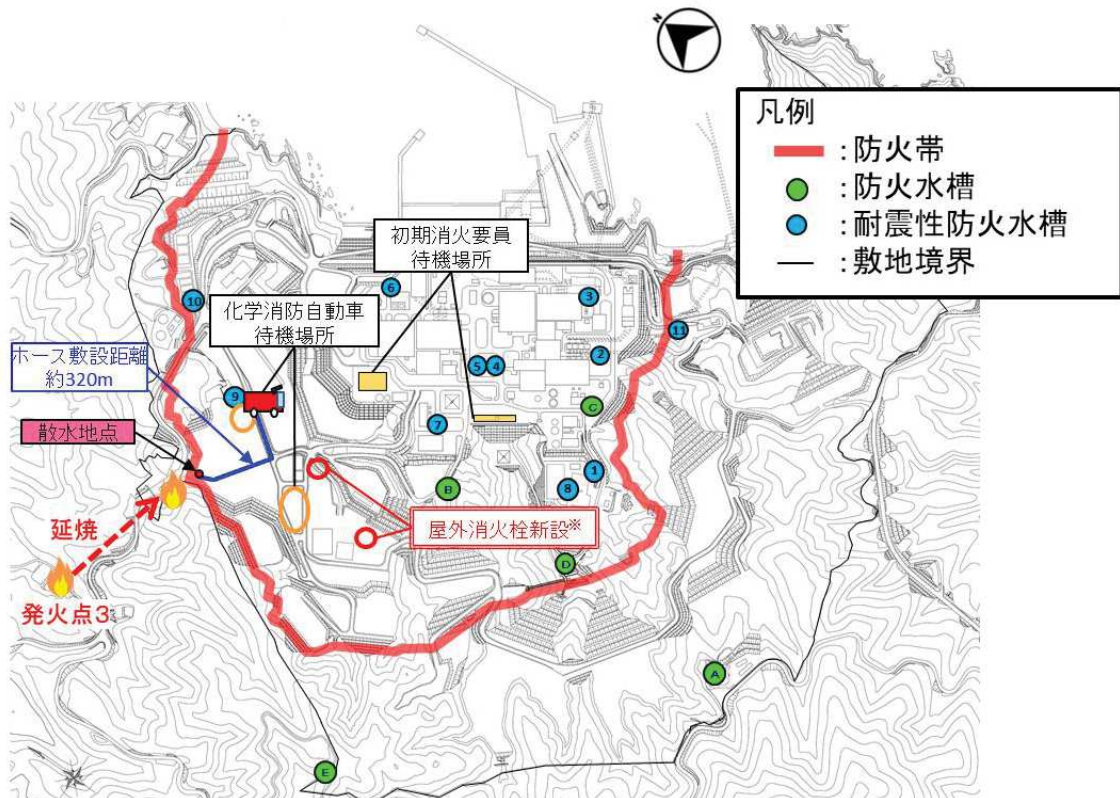 N
凡例
:防火帯
:防火水槽
:耐震性防火水槽
:敷地境界
初期消火要員
待機場所
化学消防自動車
待機場所
ホース敷設距離
約320m
散水地点
延焼
発火点3
屋外消火栓新設※
6
3
10
11
2
5
4
9
C
7
1
B
8
D
A
E